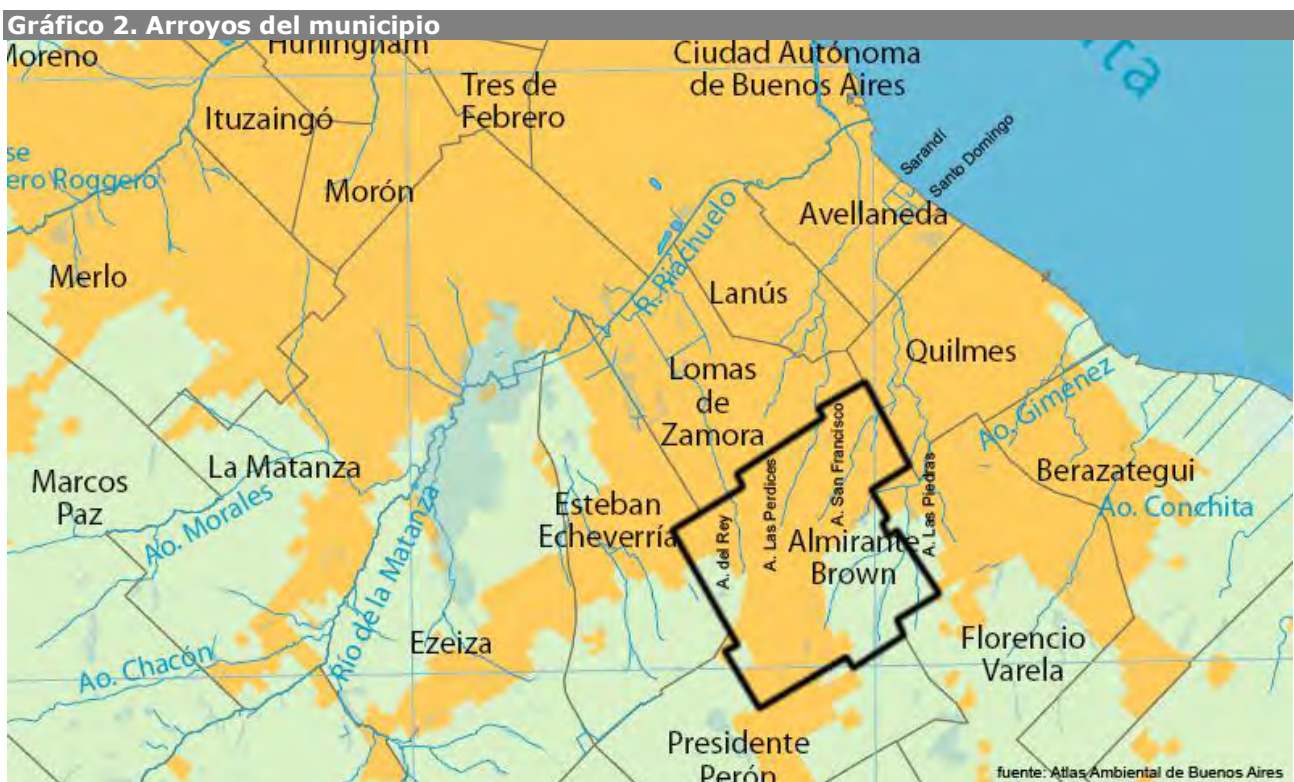 Gráfico 2. Arroyos del municipio
Moreno
Hurlingham
Ciudad Autónoma
de Buenos Aires
Tres de
Febrero
Ituzaingó
Sarandí
Santo Domingo
ero Roggero
Morón
Avellaneda
Merlo
R. Riachuelo
Lanús
Quilmes
Lomas
de
Zamora
Ao. Gimenez
La Matanza
Marcos
Paz
Ao. Morales
Río de la Matanza
Esteban
Echeverría
A. del Rey
A. Las Perdices
A. San Francisco
A. Las Piedras
Almirante
Brown
Berazategui
Ao. Conchita
Ezeiza
Ao. Chacón
Florencio
Varela
Presidente
Perón
fuente: Atlas Ambiental de Buenos Aires